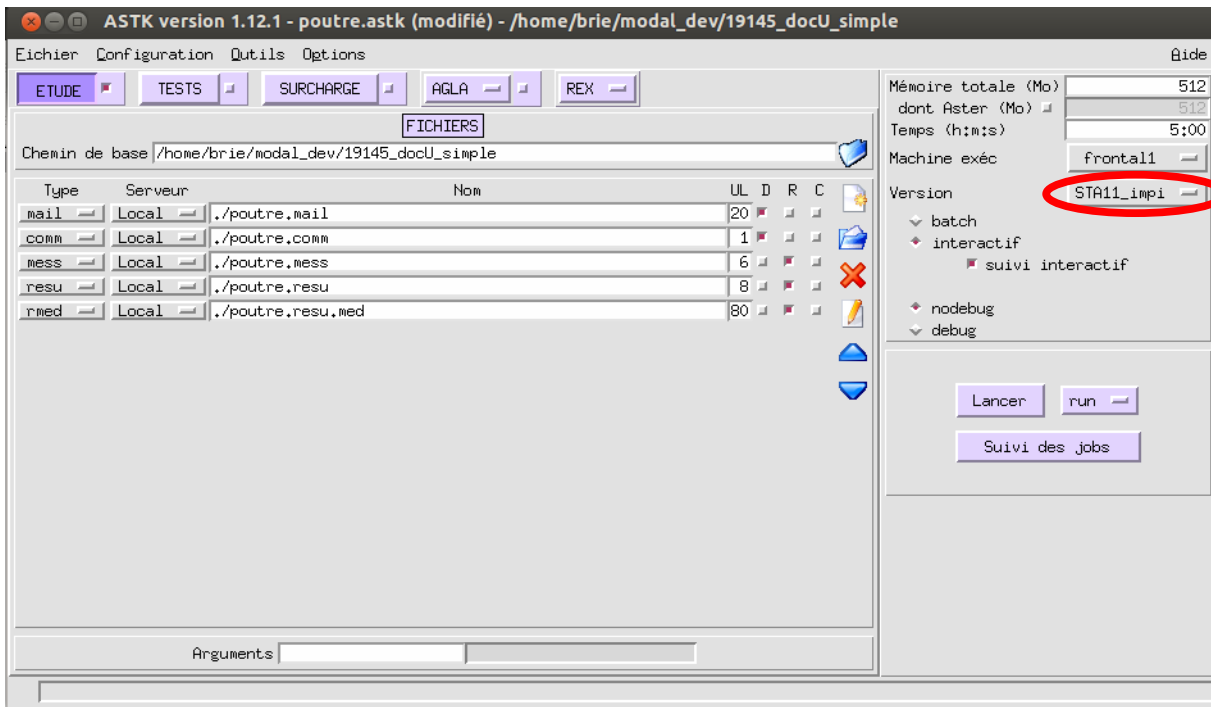 ASTK version 1.12.1 - poutre.astk (modifié) - /home/brie/modal_dev/19145_docU_simple
Fichier Configuration Outils Options Aide
ETUDE TESTS SURCHARGE AGLA REX
FICHIERS
Chemin de base /home/brie/modal_dev/19145_docU_simple
Type Serveur Nom UL D R C
mail Local ./poutre.mail 20
comm Local ./poutre.comm 1
mess Local ./poutre.mess 6
resu Local ./poutre.resu 8
rmed Local ./poutre.resu.med 80
Arguments
Mémoire totale (Mo) 512
dont Aster (Mo) 512
Temps (h:m:s) 5:00
Machine exéc frontal1
Version STA11_impi
batch
interactif
suivi interactif
nodebug
debug
Lancer run
Suivi des jobs